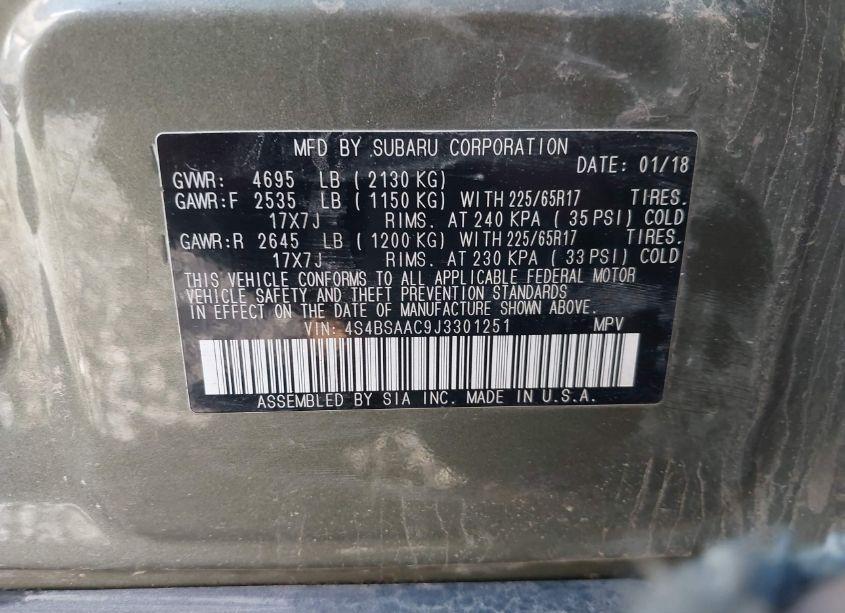 MFD BY SUBARU CORPORATION
DATE: 01/18
GVWR: 4695 LB ( 2130 KG)
GAWR:F 2535 LB ( 1150 KG) WITH 225/65R17 TIRES.
17X7J RIMS. AT 240 KPA ( 35 PSI) COLD
GAWR:R 2645 LB ( 1200 KG) WITH 225/65R17 TIRES.
17X7J RIMS. AT 230 KPA ( 33 PSI) COLD
THIS VEHICLE CONFORMS TO ALL APPLICABLE FEDERAL MOTOR
VEHICLE SAFETY AND THEFT PREVENTION STANDARDS
IN EFFECT ON THE DATE OF MANUFACTURE SHOWN ABOVE.
VIN: 4S4BSAAC9J3301251 MPV
ASSEMBLED BY SIA INC. MADE IN U.S.A.